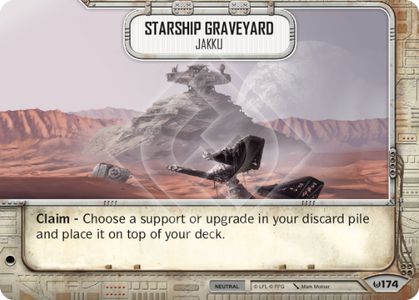 STARSHIP GRAVEYARD
JAKKU
Claim - Choose a support or upgrade in your discard pile
and place it on top of your deck.
NEUTRAL © LFL © FFG Mark Molnar 174